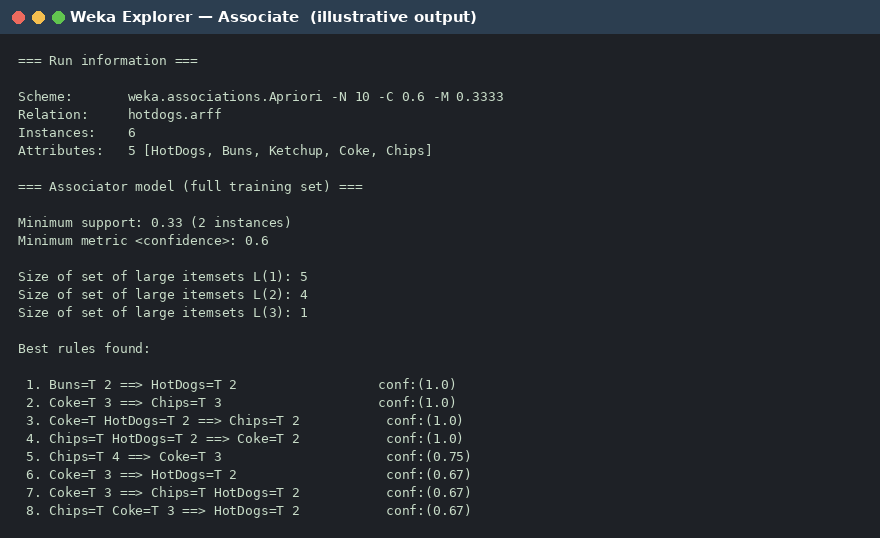 Weka Explorer — Associate (illustrative output)
=== Run information ===
Scheme: weka.associations.Apriori -N 10 -C 0.6 -M 0.3333
Relation: hotdogs.arff
Instances: 6
Attributes: 5 [HotDogs, Buns, Ketchup, Coke, Chips]
=== Associator model (full training set) ===
Minimum support: 0.33 (2 instances)
Minimum metric <confidence>: 0.6
Size of set of large itemsets L(1): 5
Size of set of large itemsets L(2): 4
Size of set of large itemsets L(3): 1
Best rules found:
1. Buns=T 2 ==> HotDogs=T 2 conf:(1.0)
2. Coke=T 3 ==> Chips=T 3 conf:(1.0)
3. Coke=T HotDogs=T 2 ==> Chips=T 2 conf:(1.0)
4. Chips=T HotDogs=T 2 ==> Coke=T 2 conf:(1.0)
5. Chips=T 4 ==> Coke=T 3 conf:(0.75)
6. Coke=T 3 ==> HotDogs=T 2 conf:(0.67)
7. Coke=T 3 ==> Chips=T HotDogs=T 2 conf:(0.67)
8. Chips=T Coke=T 3 ==> HotDogs=T 2 conf:(0.67)